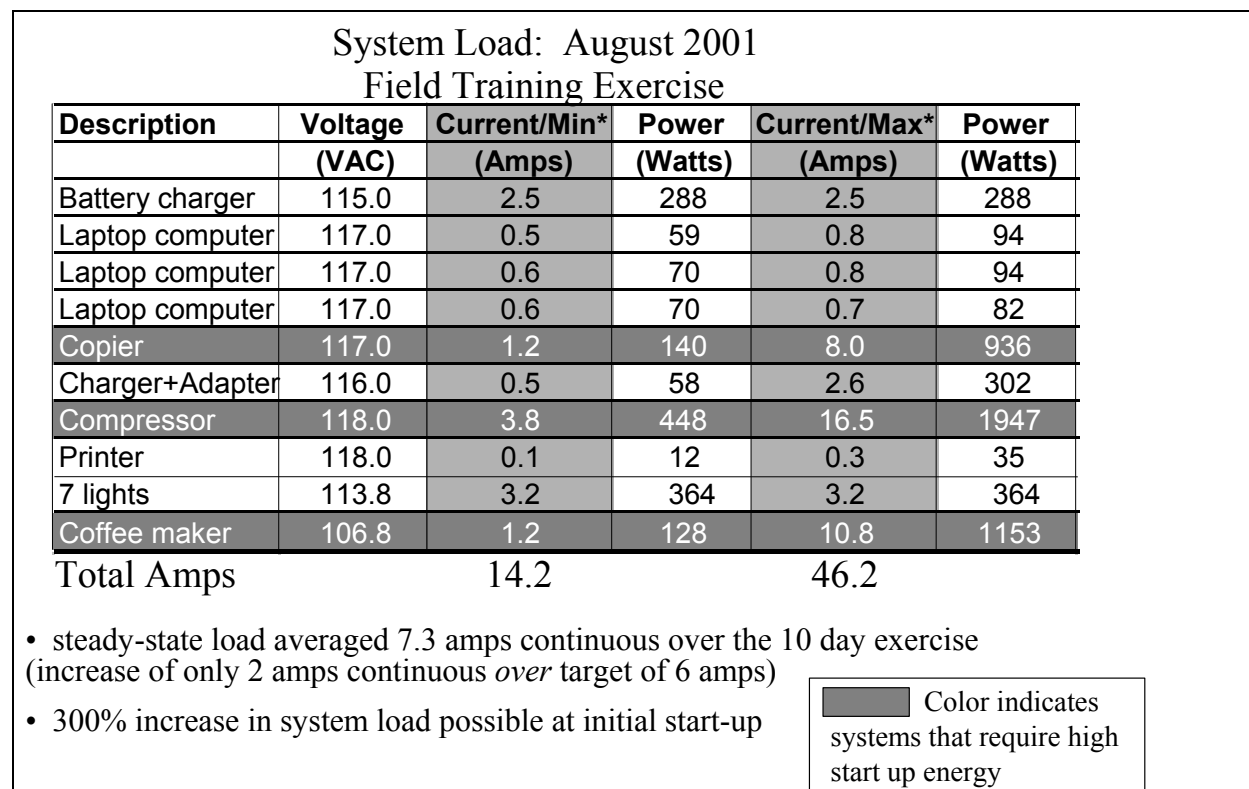 System Load: August 2001
Field Training Exercise
Description Voltage Current/Min* Power Current/Max* Power
(VAC) (Amps) (Watts) (Amps) (Watts)
Battery charger 115.0 2.5 288 2.5 288
Laptop computer 117.0 0.5 59 0.8 94
Laptop computer 117.0 0.6 70 0.8 94
Laptop computer 117.0 0.6 70 0.7 82
Copier 117.0 1.2 140 8.0 936
Charger+Adapter 116.0 0.5 58 2.6 302
Compressor 118.0 3.8 448 16.5 1947
Printer 118.0 0.1 12 0.3 35
7 lights 113.8 3.2 364 3.2 364
Coffee maker 106.8 1.2 128 10.8 1153
Total Amps 14.2 46.2
• steady-state load averaged 7.3 amps continuous over the 10 day exercise
(increase of only 2 amps continuous over target of 6 amps)
• 300% increase in system load possible at initial start-up
Color indicates
systems that require high
start up energy